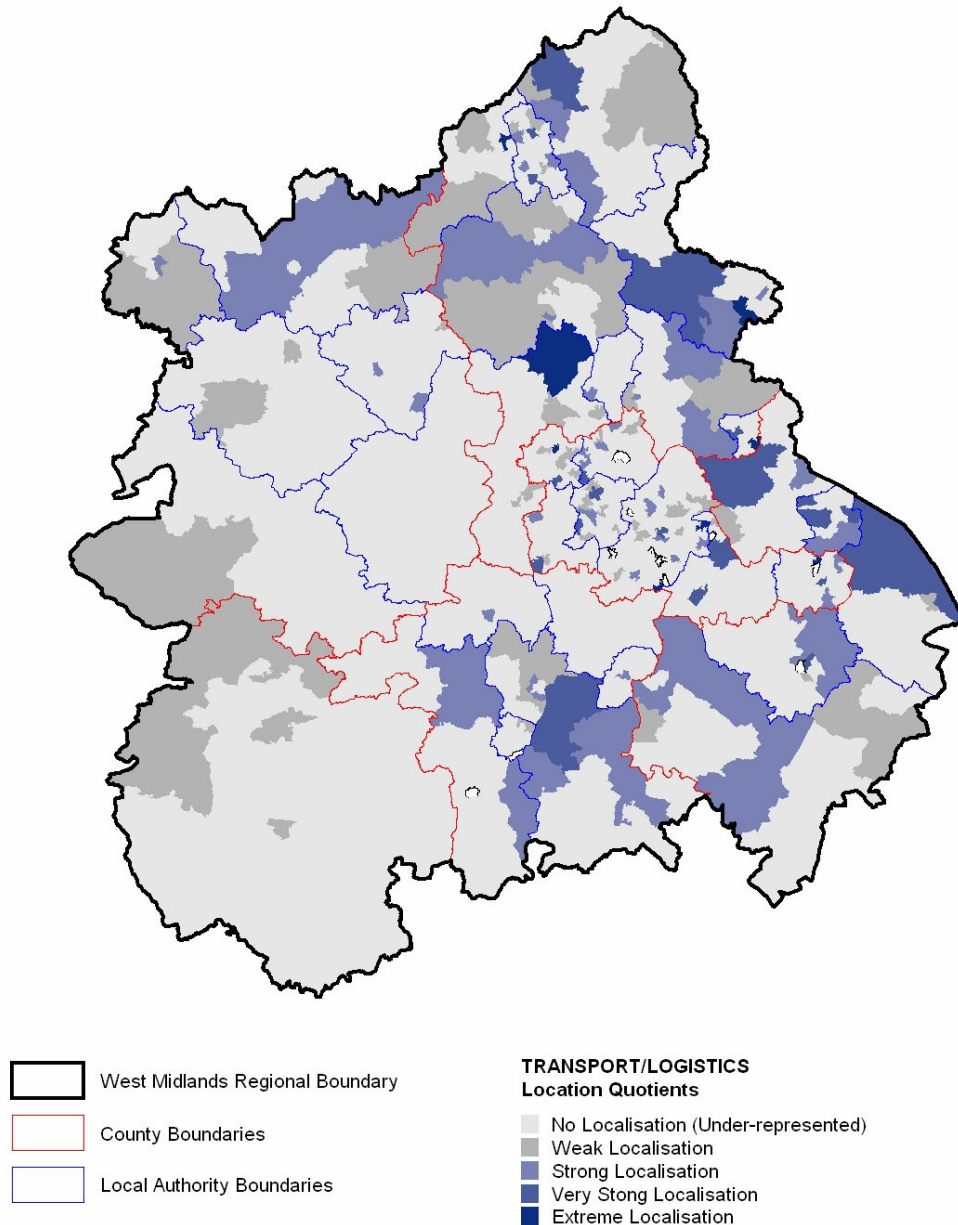 West Midlands Regional Boundary
County Boundaries
Local Authority Boundaries
TRANSPORT/LOGISTICS
Location Quotients
No Localisation (Under-represented)
Weak Localisation
Strong Localisation
Very Stong Localisation
Extreme Localisation